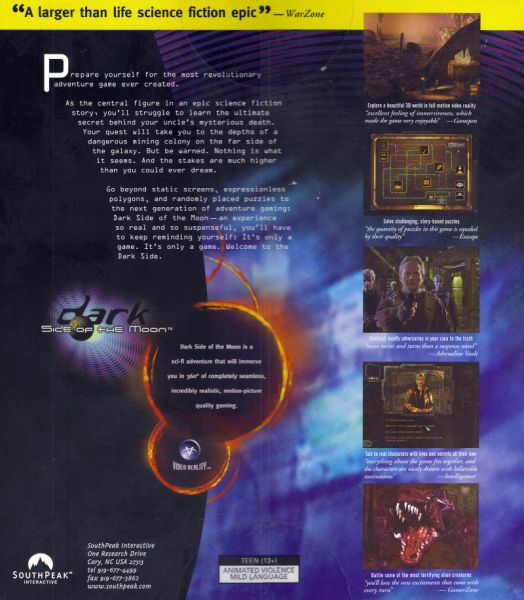 “A larger than life science fiction epic” — WarZone
Prepare yourself for the most revolutionary
adventure game ever created.
As the central figure in an epic science fiction
story, you'll struggle to learn the ultimate
secret behind your uncle's mysterious death.
Your quest will take you to the depths of a
dangerous mining colony on the far side of
the galaxy. But be warned. Nothing is what
it seems. And the stakes are much higher
than you could ever dream.
Go beyond static screens, expressionless
polygons, and randomly placed puzzles to
the next generation of adventure gaming:
Dark Side of the Moon — an experience
so real and so suspenseful, you'll have
to keep reminding yourself: It's only a
game. It's only a game. Welcome to the
Dark Side.
dark
Side of the Moon™
Dark Side of the Moon is a
sci-fi adventure that will immerse
you in 360° of completely seamless,
incredibly realistic, motion-picture
quality gaming.
VIDEO REALITY™
SOUTHPEAK™
INTERACTIVE
SouthPeak Interactive
One Research Drive
Cary, NC USA 27513
tel 919-677-4499
fax 919-677-3862
www.southpeak.com
TEEN (13+)
ANIMATED VIOLENCE
MILD LANGUAGE
Explore a beautiful 3D world in full motion video reality
"excellent feeling of immersiveness, which
made the game very enjoyable" — Gamepen
Solve challenging, story-based puzzles
"the quantity of puzzles in this game is equaled
by their quality" — Escape
Confront deadly adversaries in your race to the truth
"more twists and turns than a suspense novel"
— Adrenaline Vault
Talk to real characters with lives and secrets all their own
"everything about the game fits together, and
the characters are nicely drawn with believable
motivations" — Intelligamer
Battle some of the most terrifying alien creatures
"you'll love the new excitements that come with
every turn" — GamerZone